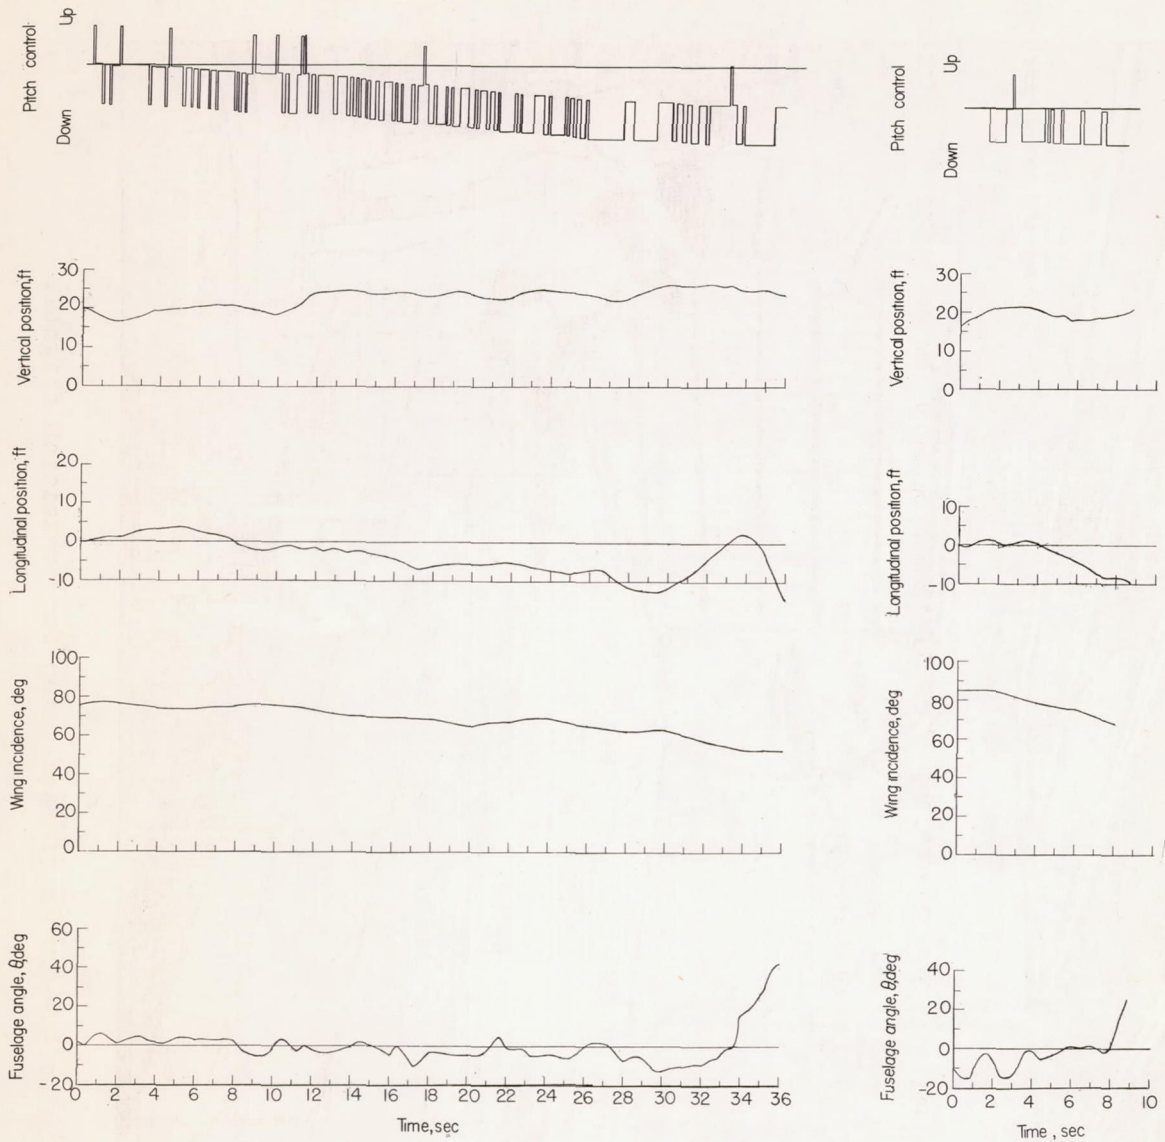 Pitch control
Down Up
Vertical position,ft
30
20
10
0
Longitudinal position, ft
20
10
0
-10
Wing incidence, deg
100
80
60
40
20
0
Fuselage angle, θ,deg
60
40
20
0
-20
0 2 4 6 8 10 12 14 16 18 20 22 24 26 28 30 32 34 36
Time,sec
Pitch control
Down Up
Vertical position,ft
30
20
10
0
Longitudinal position,ft
10
0
-10
Wing incidence, deg
100
80
60
40
20
0
Fuselage angle, θ,deg
40
20
0
-20
0 2 4 6 8 10
Time , sec